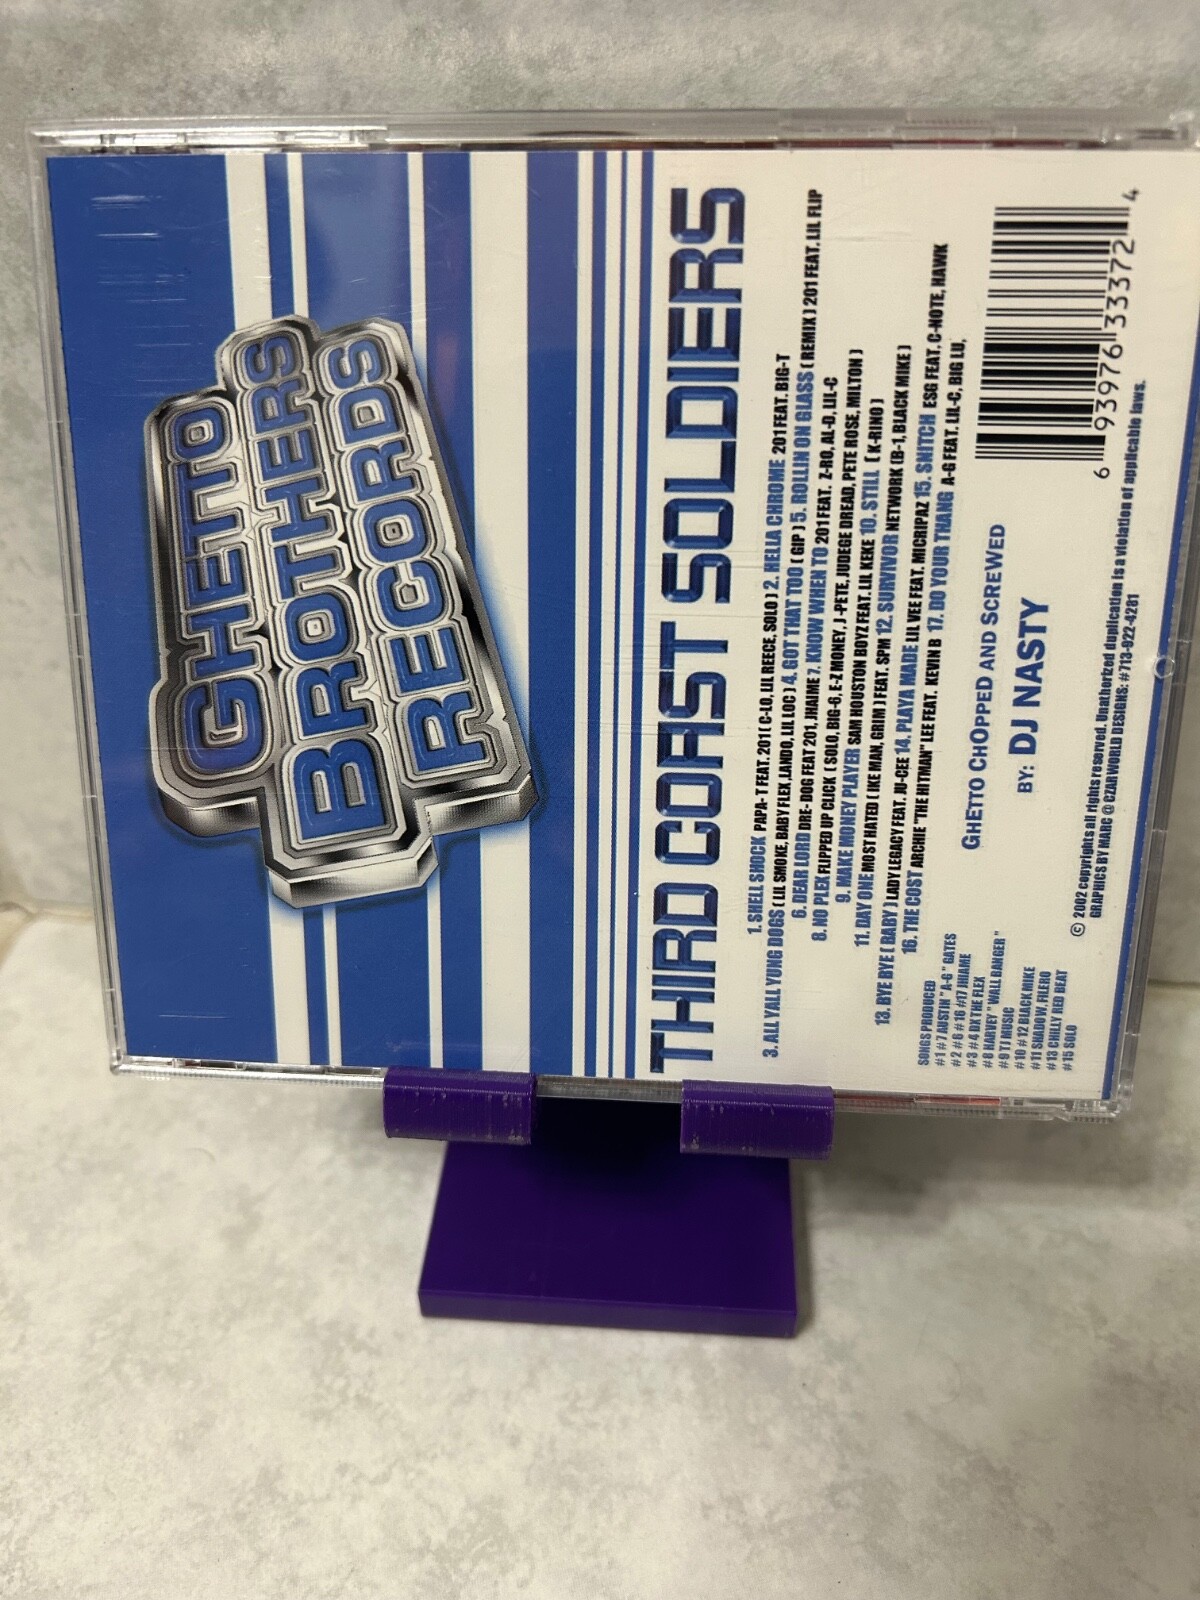 GHETTO
BROTHERS
RECORDS
THIRD COAST SOLDIERS
1. SHELL SHOCK PAPA-T FEAT. 201 ( C-LO, LIL REECE, SOLO ) 2. HELLA CHROME 201 FEAT. BIG-T
3. ALL YALL YUNG DOGS ( LIL SMOKE, BABY FLEX, LANDO, LIL LOC ) 4. GOT THAT TOO ( GIP ) 5. ROLLIN ON GLASS ( REMIX ) 201 FEAT. LIL FLIP
6. DEAR LORD DRE-DOG FEAT 201, JHAIME 7. KNOW WHEN TO 201 FEAT. Z-RO, AL-D, LIL-C
8. NO PLEX FLIPPED UP CLICK ( SOLO, BIG-6, E-Z MONEY, J-PETE, JUDEGE DREAD, PETE ROSE, MILTON )
9. MAKE MONEY PLAYER SAM HOUSTON BOYZ FEAT. LIL KEKE 10. STILL ( K-RINO )
11. DAY ONE MOST HATED ( IKE MAN, GRIM ) FEAT. SPM 12. SURVIVOR NETWORK (B-1, BLACK MIKE )
13. BYE BYE ( BABY ) LADY LEGACY FEAT. JU-CEE 14. PLAYA MADE LIL VEE FEAT. MICRIPAZ 15. SNITCH ESG FEAT. C-NOTE, HAWK
16. THE COST ARCHIE "THE HITMAN" LEE FEAT. KEVIN B 17. DO YOUR THANG A-G FEAT. LIL-C, BIG LU,
SONGS PRODUCED
#1 #7 AUSTIN "A-G" GATES
#2 #6 #16 #17 JHIAME
#3 #4 DX THE FLEX
#8 HARVEY "WALL BANGER"
#9 TJ MUSIC
#10 #12 BLACK MIKE
#11 SHADOW, FILERO
#13 CHILLY RED BEAT
#15 SOLO
GHETTO CHOPPED AND SCREWED
BY: DJ NASTY
6 93976 33372 4
© 2002 copyrights all rights reserved. Unauthorized duplication is a violation of applicable laws.
GRAPHICS BY MARC @ CZARWORLD DESIGNS: #713-922-4281